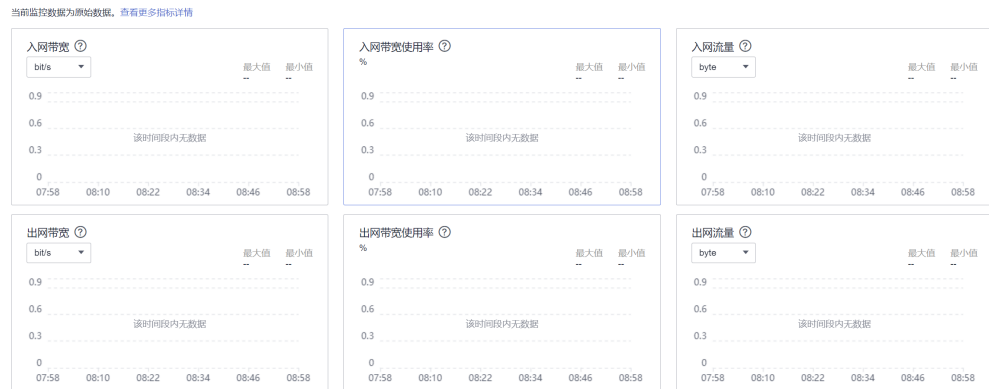 当前监控数据为原始数据。查看更多指标详情
入网带宽 ?
bit/s 最大值 最小值
-- --
0.9
0.6
该时间段内无数据
0.3
0
07:58 08:10 08:22 08:34 08:46 08:58
入网带宽使用率 ?
% 最大值 最小值
-- --
0.9
0.6
该时间段内无数据
0.3
0
07:58 08:10 08:22 08:34 08:46 08:58
入网流量 ?
byte 最大值 最小值
-- --
0.9
0.6
该时间段内无数据
0.3
0
07:58 08:10 08:22 08:34 08:46 08:58
出网带宽 ?
bit/s 最大值 最小值
-- --
0.9
0.6
该时间段内无数据
0.3
0
07:58 08:10 08:22 08:34 08:46 08:58
出网带宽使用率 ?
% 最大值 最小值
-- --
0.9
0.6
该时间段内无数据
0.3
0
07:58 08:10 08:22 08:34 08:46 08:58
出网流量 ?
byte 最大值 最小值
-- --
0.9
0.6
该时间段内无数据
0.3
0
07:58 08:10 08:22 08:34 08:46 08:58